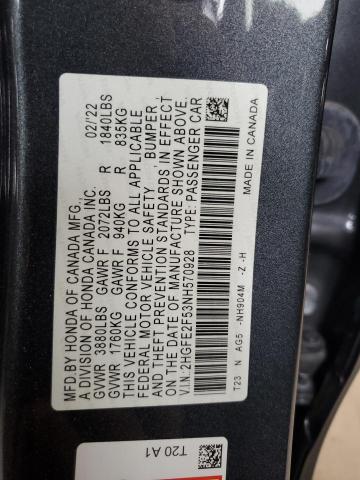 MFD.BY HONDA OF CANADA MFG., 02/'22
A DIVISION OF HONDA CANADA INC.
GVWR 3880LBS GAWR F 2072LBS R 1840LBS
GVWR 1760KG GAWR F 940KG R 835KG
THIS VEHICLE CONFORMS TO ALL APPLICABLE
FEDERAL MOTOR VEHICLE SAFETY BUMPER,
AND THEFT PREVENTION STANDARDS IN EFFECT
ON THE DATE OF MANUFACTURE SHOWN ABOVE.
V.I.N:2HGFE2F53NH570928 TYPE: PASSENGER CAR
T23 N AG5 -NH904M -Z -H MADE IN CANADA
T20 A1